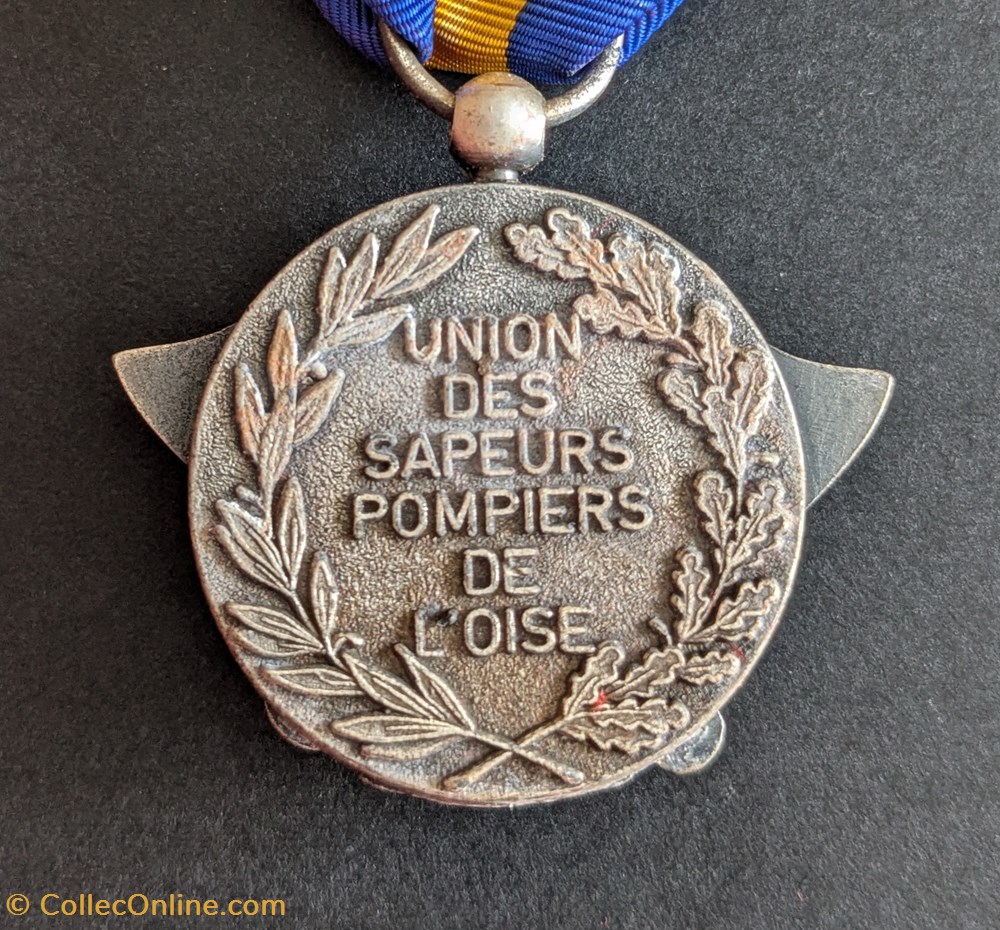 UNION
DES
SAPEURS
POMPIERS
DE
L'OISE
© CollecOnline.com